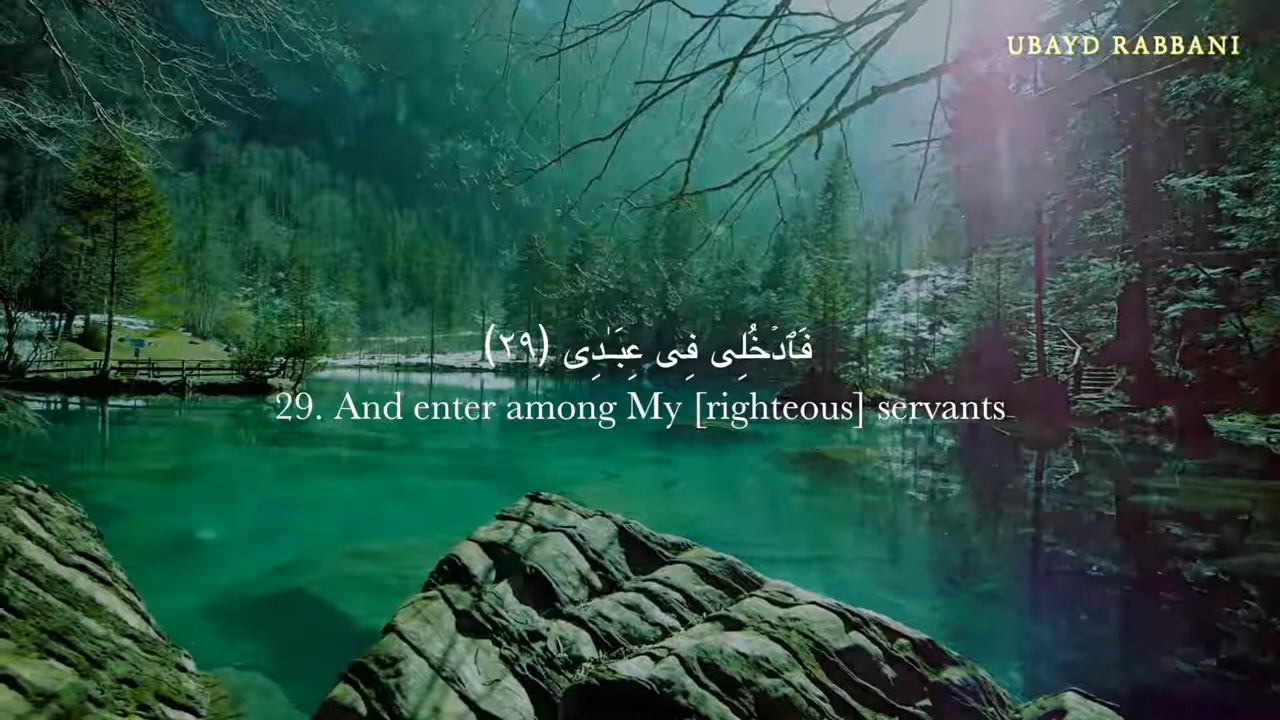 UBAYD RABBANI
فَٱدْخُلِى فِى عِبَـٰدِى (٢٩)
29. And enter among My [righteous] servants